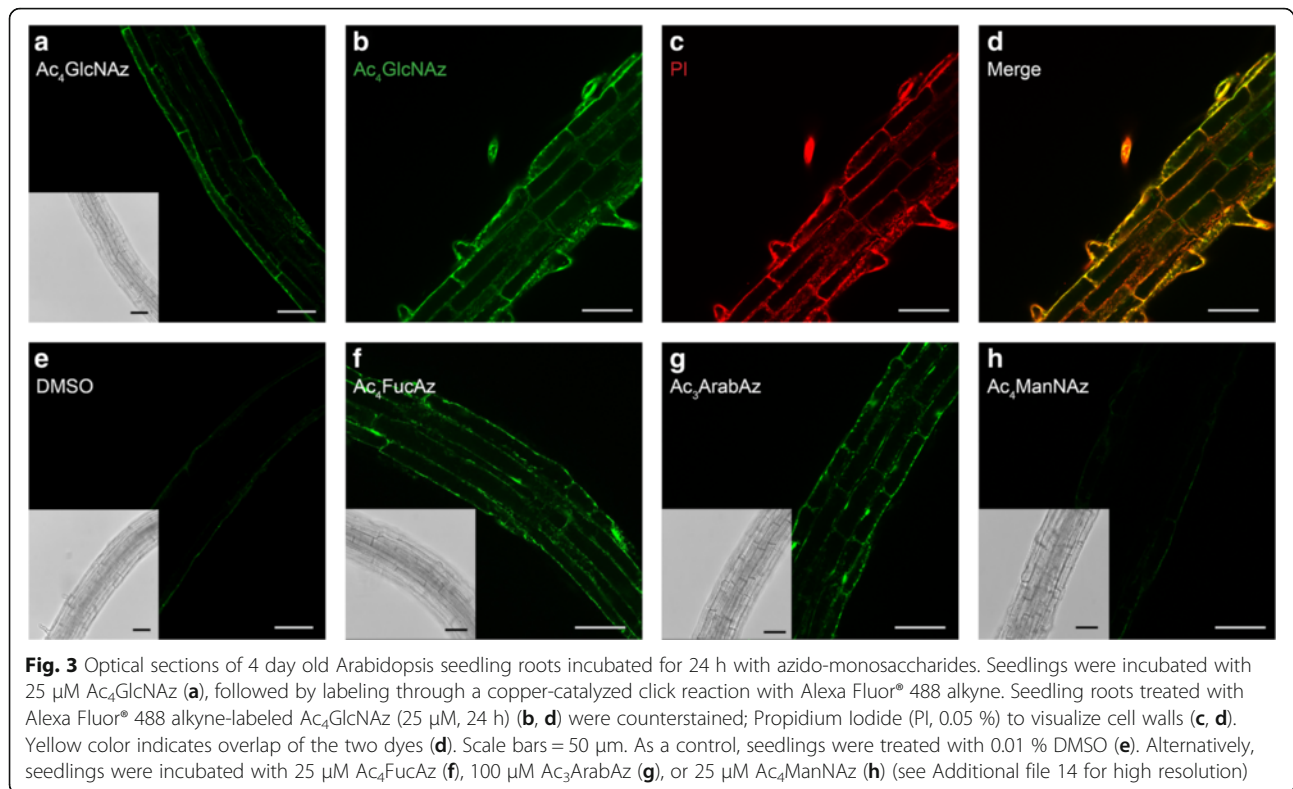 a
Ac₄GlcNAz
b
Ac₄GlcNAz
c
PI
d
Merge
e
DMSO
f
Ac₄FucAz
g
Ac₃ArabAz
h
Ac₄ManNAz
Fig. 3 Optical sections of 4 day old Arabidopsis seedling roots incubated for 24 h with azido-monosaccharides. Seedlings were incubated with
25 μM Ac₄GlcNAz (a), followed by labeling through a copper-catalyzed click reaction with Alexa Fluor® 488 alkyne. Seedling roots treated with
Alexa Fluor® 488 alkyne-labeled Ac₄GlcNAz (25 μM, 24 h) (b, d) were counterstained; Propidium Iodide (PI, 0.05 %) to visualize cell walls (c, d).
Yellow color indicates overlap of the two dyes (d). Scale bars = 50 μm. As a control, seedlings were treated with 0.01 % DMSO (e). Alternatively,
seedlings were incubated with 25 μM Ac₄FucAz (f), 100 μM Ac₃ArabAz (g), or 25 μM Ac₄ManNAz (h) (see Additional file 14 for high resolution)